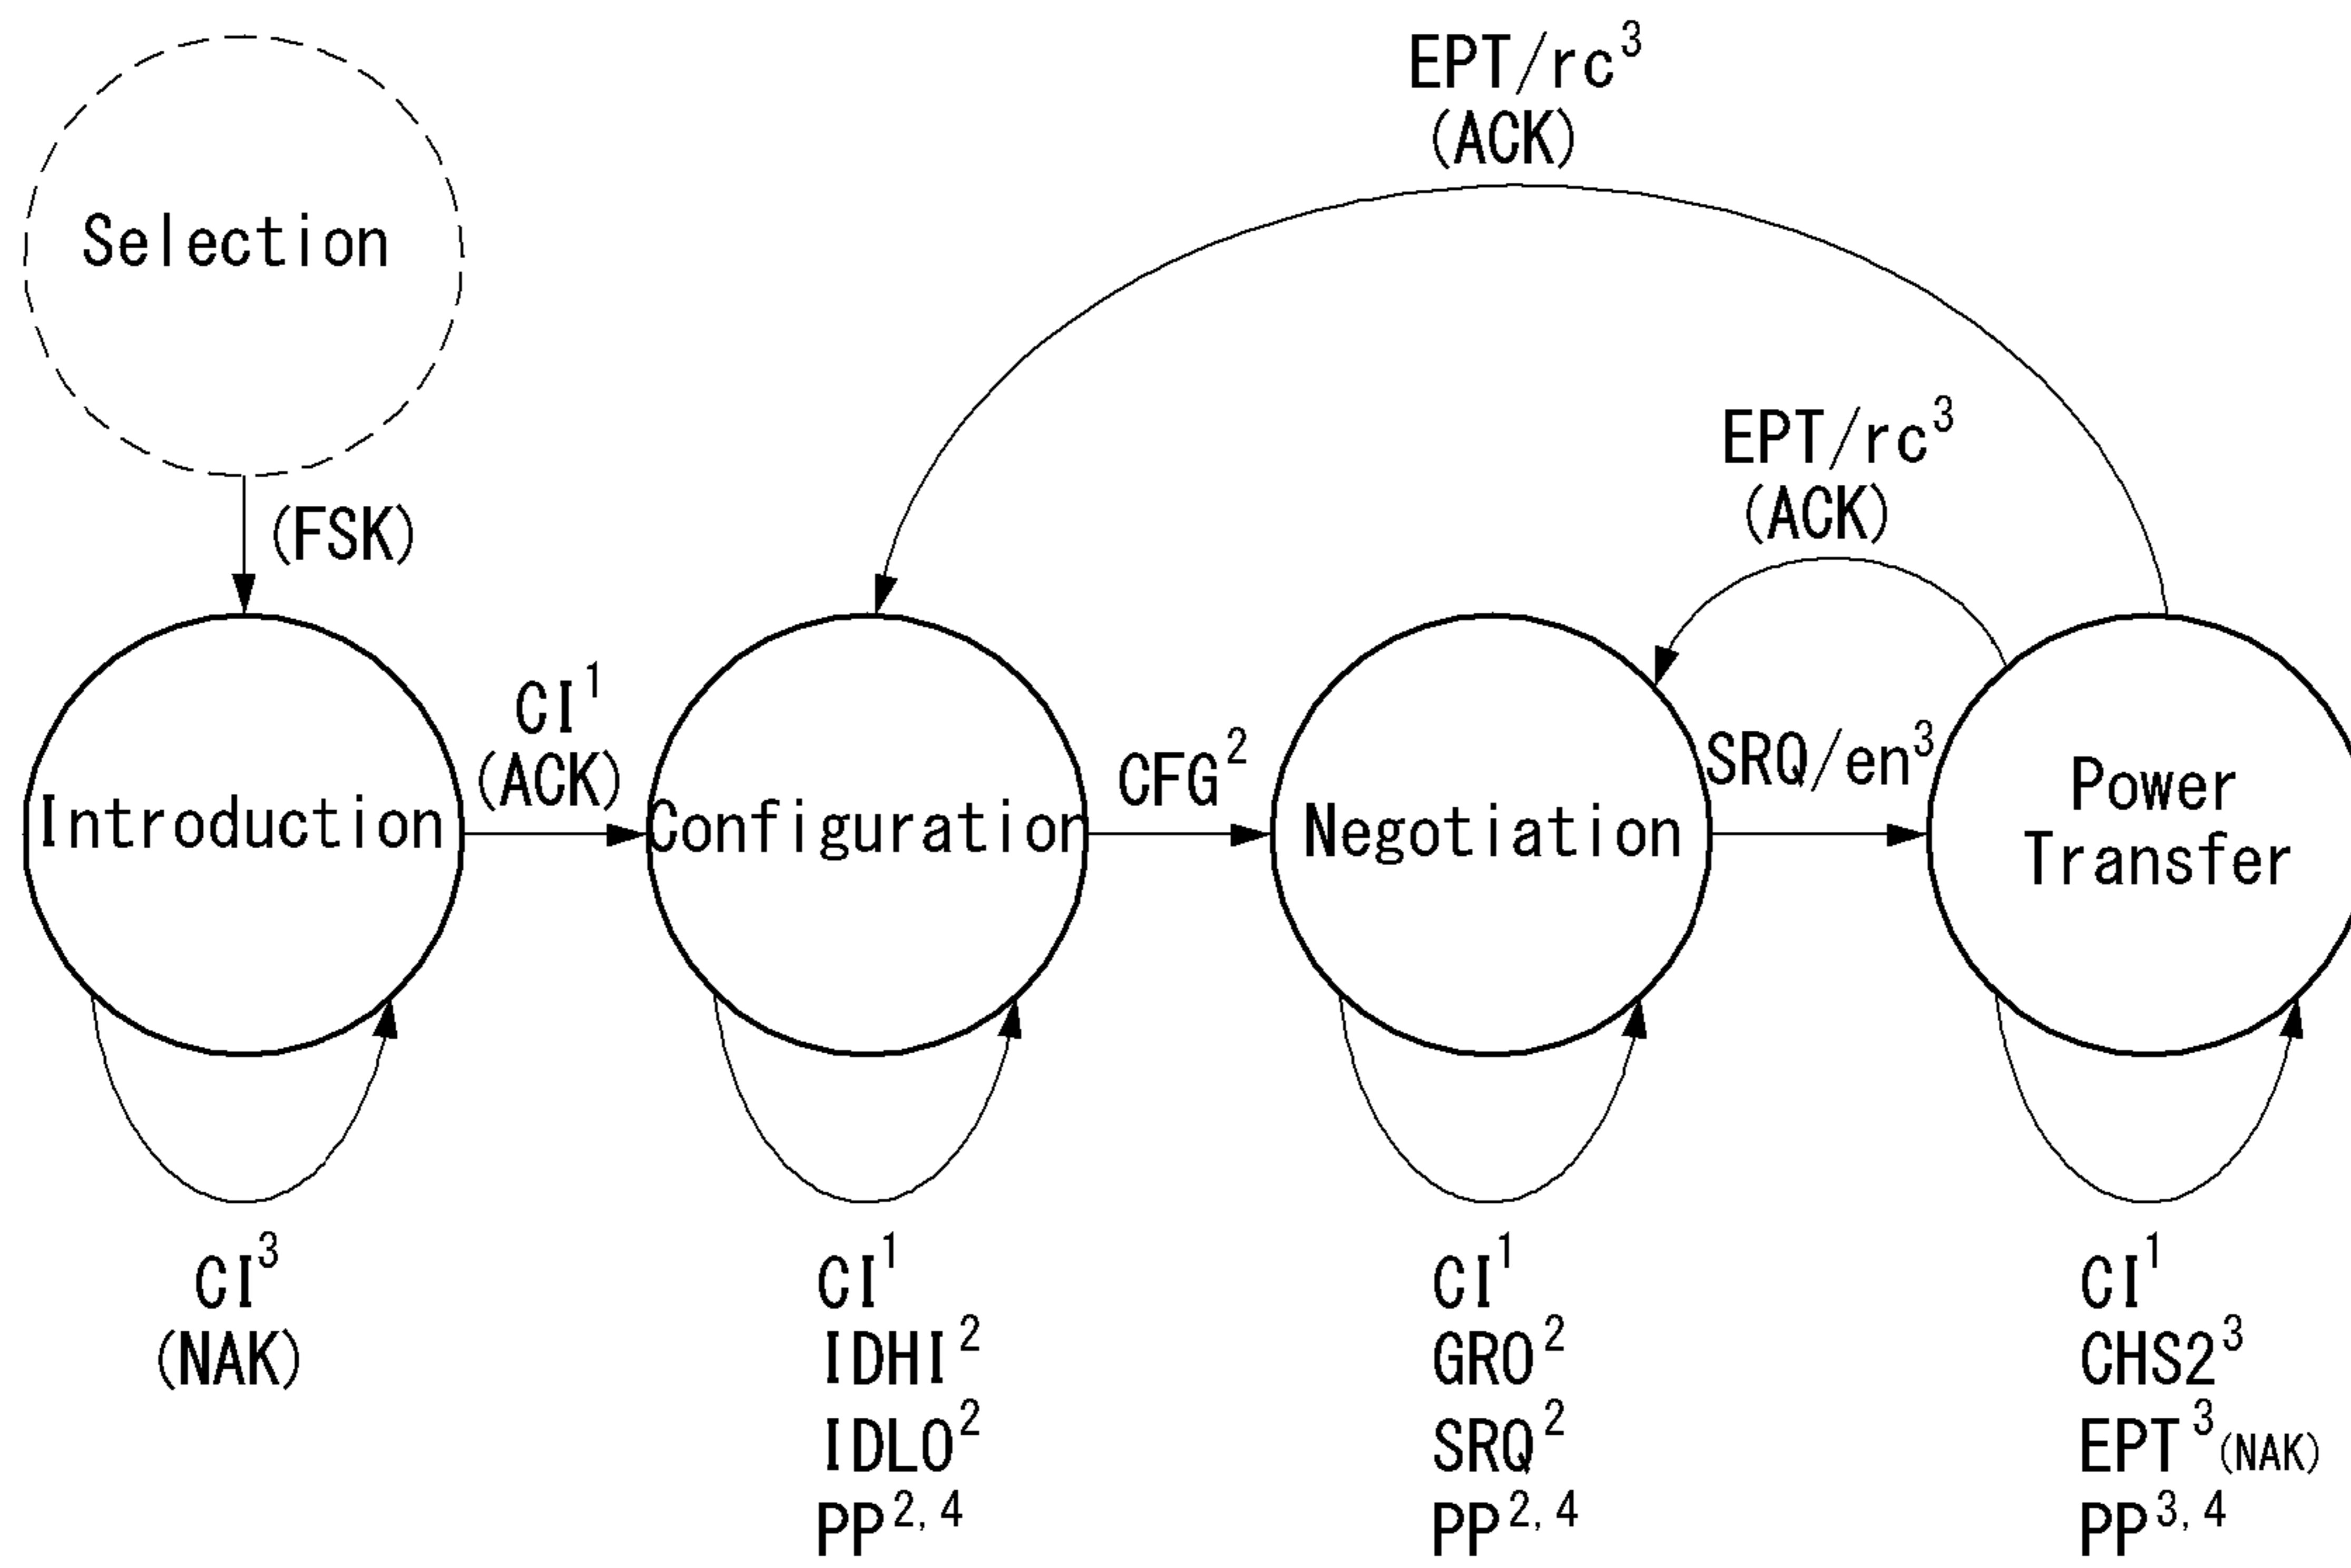 EPT/rc³
(ACK)
Selection
EPT/rc³
(ACK)
(FSK)
CI¹
(ACK)
CFG²
SRQ/en³
Introduction
Configuration
Negotiation
Power
Transfer
CI³
(NAK)
CI¹
IDHI²
IDLO²
PP²,⁴
CI¹
GRO²
SRQ²
PP²,⁴
CI¹
CHS2³
EPT³(NAK)
PP³,⁴